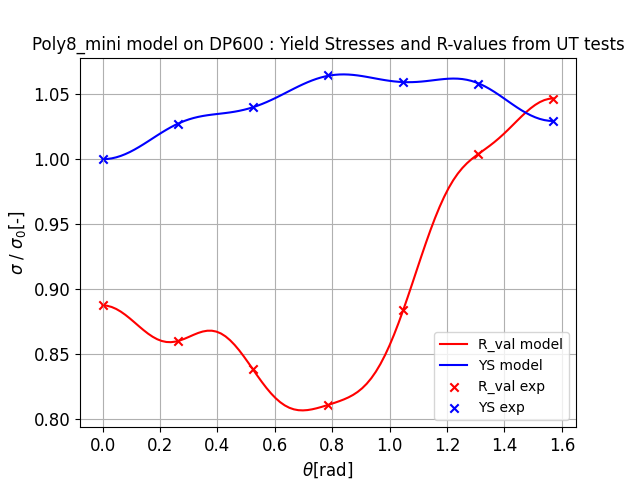 Poly8_mini model on DP600 : Yield Stresses and R-values from UT tests
σ / σ₀[-]
1.05
1.00
0.95
0.90
0.85
0.80
R_val model
YS model
R_val exp
YS exp
0.0 0.2 0.4 0.6 0.8 1.0 1.2 1.4 1.6
θ[rad]